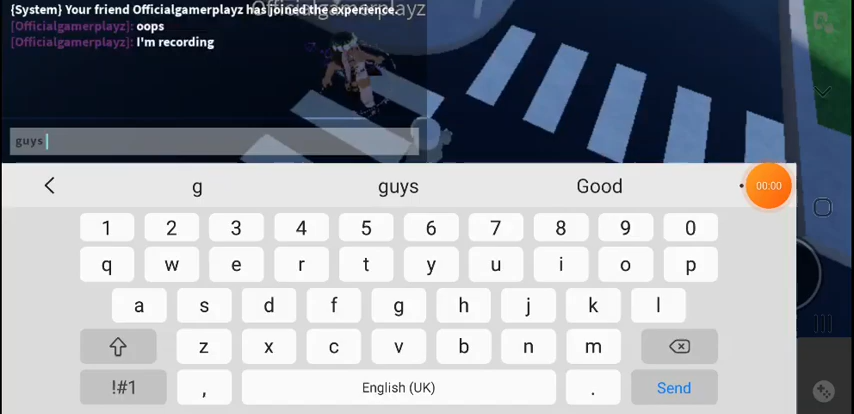 {System} Your friend Officialgamerplayz has joined the experience.
Officialgamerplayz
[Officialgamerplayz]: oops
[Officialgamerplayz]: I'm recording
guys
g guys Good
00:00
1 2 3 4 5 6 7 8 9 0
q w e r t y u i o p
a s d f g h j k l
z x c v b n m
!#1 , English (UK) . Send